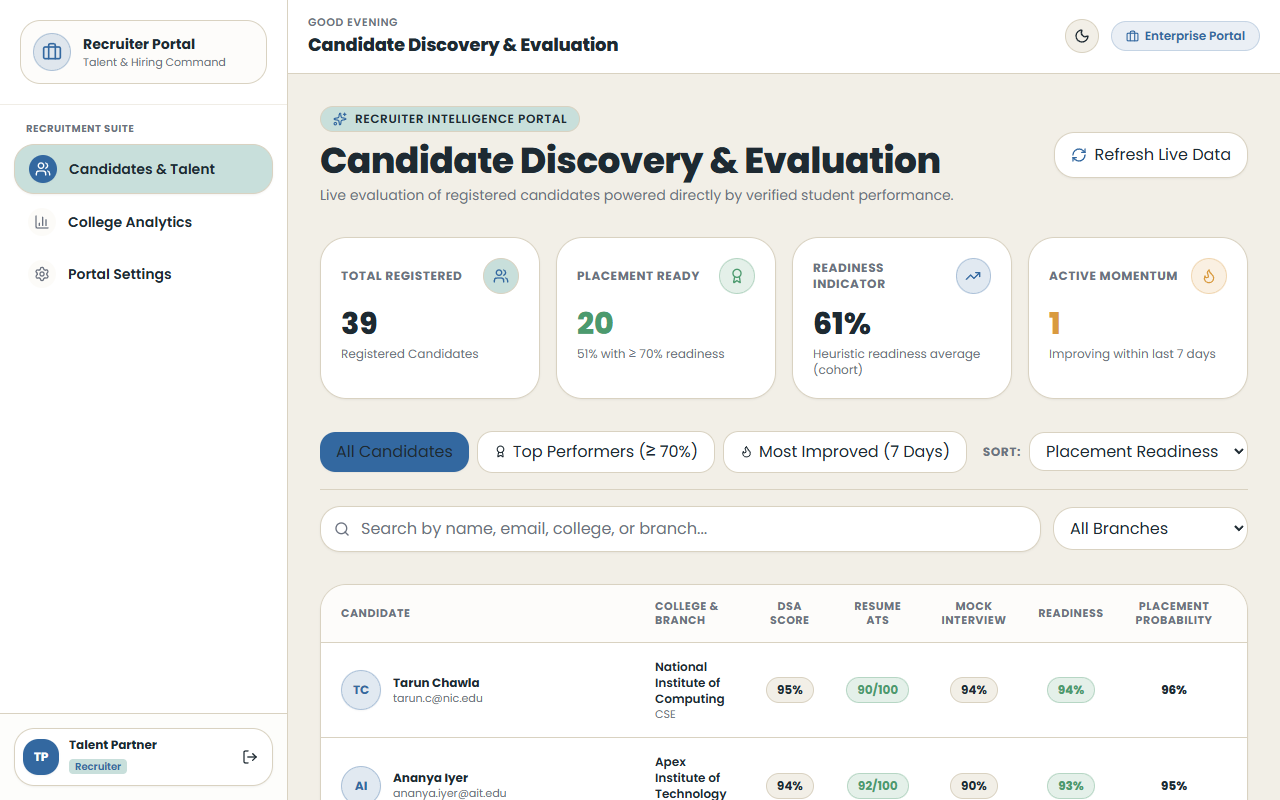 Recruiter Portal
Talent & Hiring Command
RECRUITMENT SUITE
Candidates & Talent
College Analytics
Portal Settings
TP
Talent Partner
Recruiter
GOOD EVENING
Candidate Discovery & Evaluation
Enterprise Portal
RECRUITER INTELLIGENCE PORTAL
Candidate Discovery & Evaluation
Live evaluation of registered candidates powered directly by verified student performance.
Refresh Live Data
TOTAL REGISTERED
39
Registered Candidates
PLACEMENT READY
20
51% with ≥ 70% readiness
READINESS
INDICATOR
61%
Heuristic readiness average
(cohort)
ACTIVE MOMENTUM
1
Improving within last 7 days
All Candidates
Top Performers (≥ 70%)
Most Improved (7 Days)
SORT:
Placement Readiness
Search by name, email, college, or branch...
All Branches
CANDIDATE
COLLEGE &
BRANCH
DSA
SCORE
RESUME
ATS
MOCK
INTERVIEW
READINESS
PLACEMENT
PROBABILITY
TC
Tarun Chawla
tarun.c@nic.edu
National
Institute of
Computing
CSE
95%
90/100
94%
94%
96%
AI
Ananya Iyer
ananya.iyer@ait.edu
Apex
Institute of
Technology
94%
92/100
90%
93%
95%